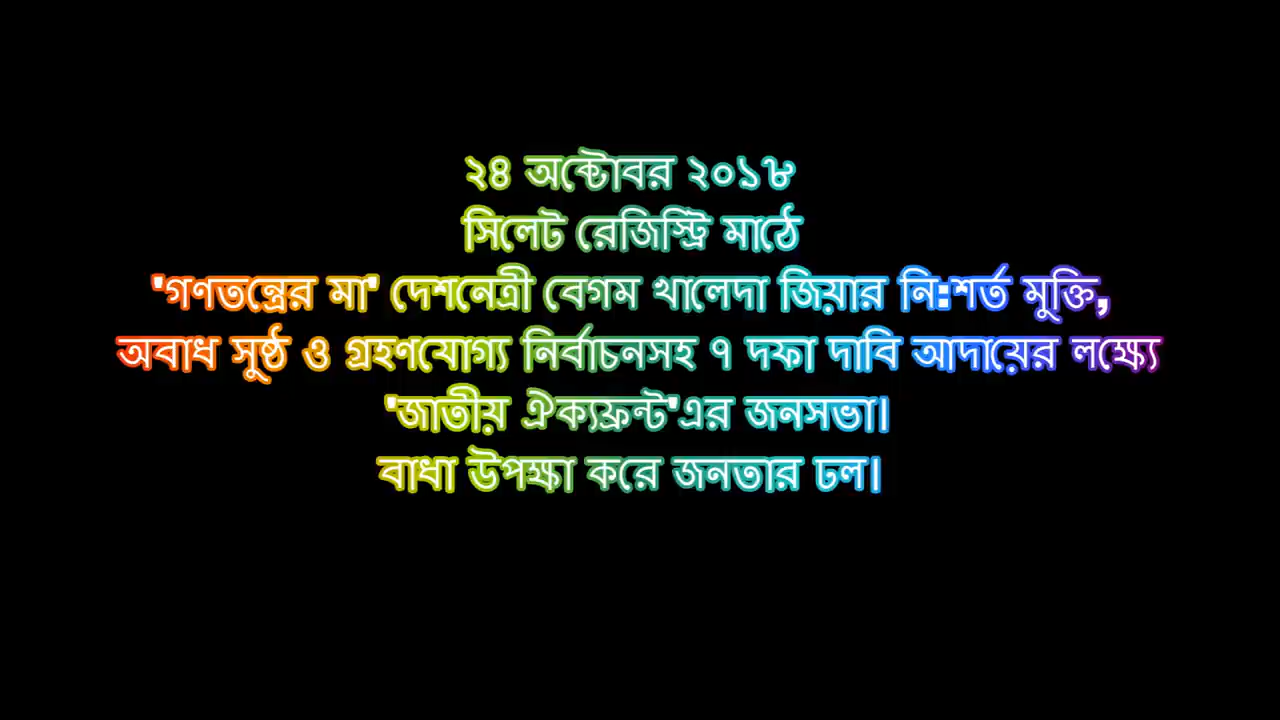 ২৪ অক্টোবর ২০১৮
সিলেট রেজিস্ট্রি মাঠে
'গণতন্ত্রের মা' দেশনেত্রী বেগম খালেদা জিয়ার নি:শর্ত মুক্তি,
অবাধ সুষ্ঠ ও গ্রহণযোগ্য নির্বাচনসহ ৭ দফা দাবি আদায়ের লক্ষ্যে
'জাতীয় ঐক্যফ্রন্ট'এর জনসভা।
বাধা উপক্ষা করে জনতার ঢল।